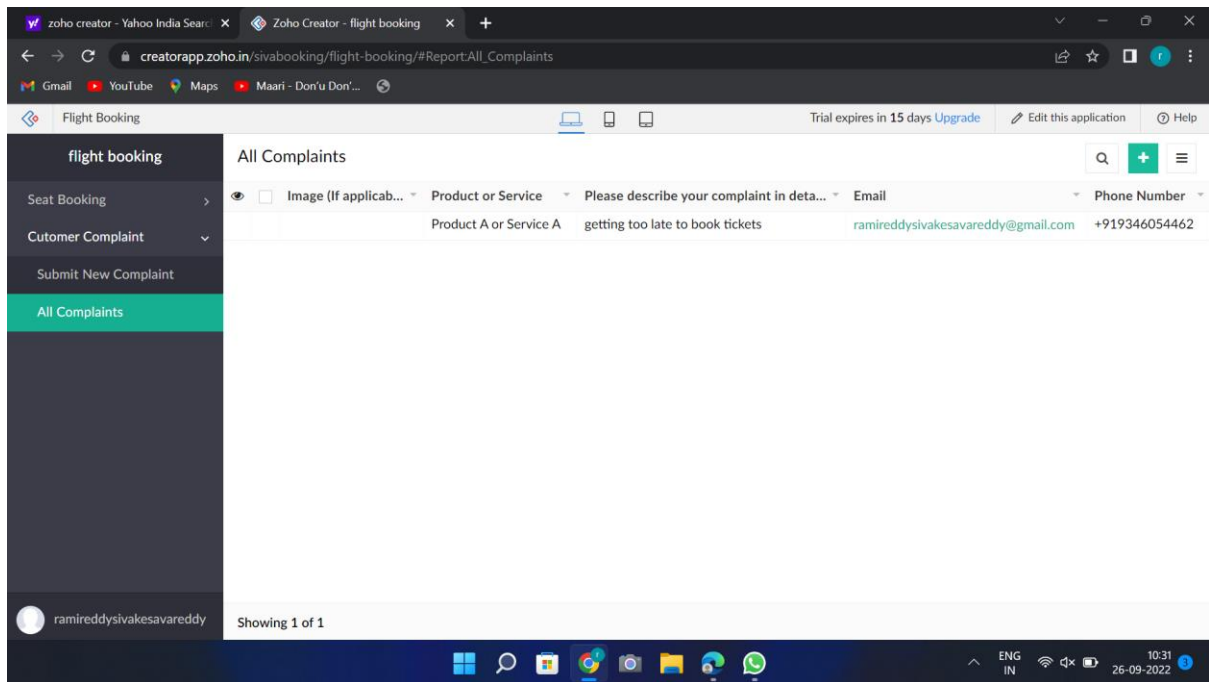 zoho creator - Yahoo India Searc
Zoho Creator - flight booking
creatorapp.zoho.in/sivabooking/flight-booking/#Report:All_Complaints
Gmail YouTube Maps Maari - Don'u Don'...
Flight Booking Trial expires in 15 days Upgrade Edit this application Help
flight booking
All Complaints
Seat Booking
Image (If applicab... Product or Service Please describe your complaint in deta... Email Phone Number
Product A or Service A getting too late to book tickets ramireddysivakesavareddy@gmail.com +919346054462
Cutomer Complaint
Submit New Complaint
All Complaints
ramireddysivakesavareddy
Showing 1 of 1
ENG
IN
10:31
26-09-2022
3